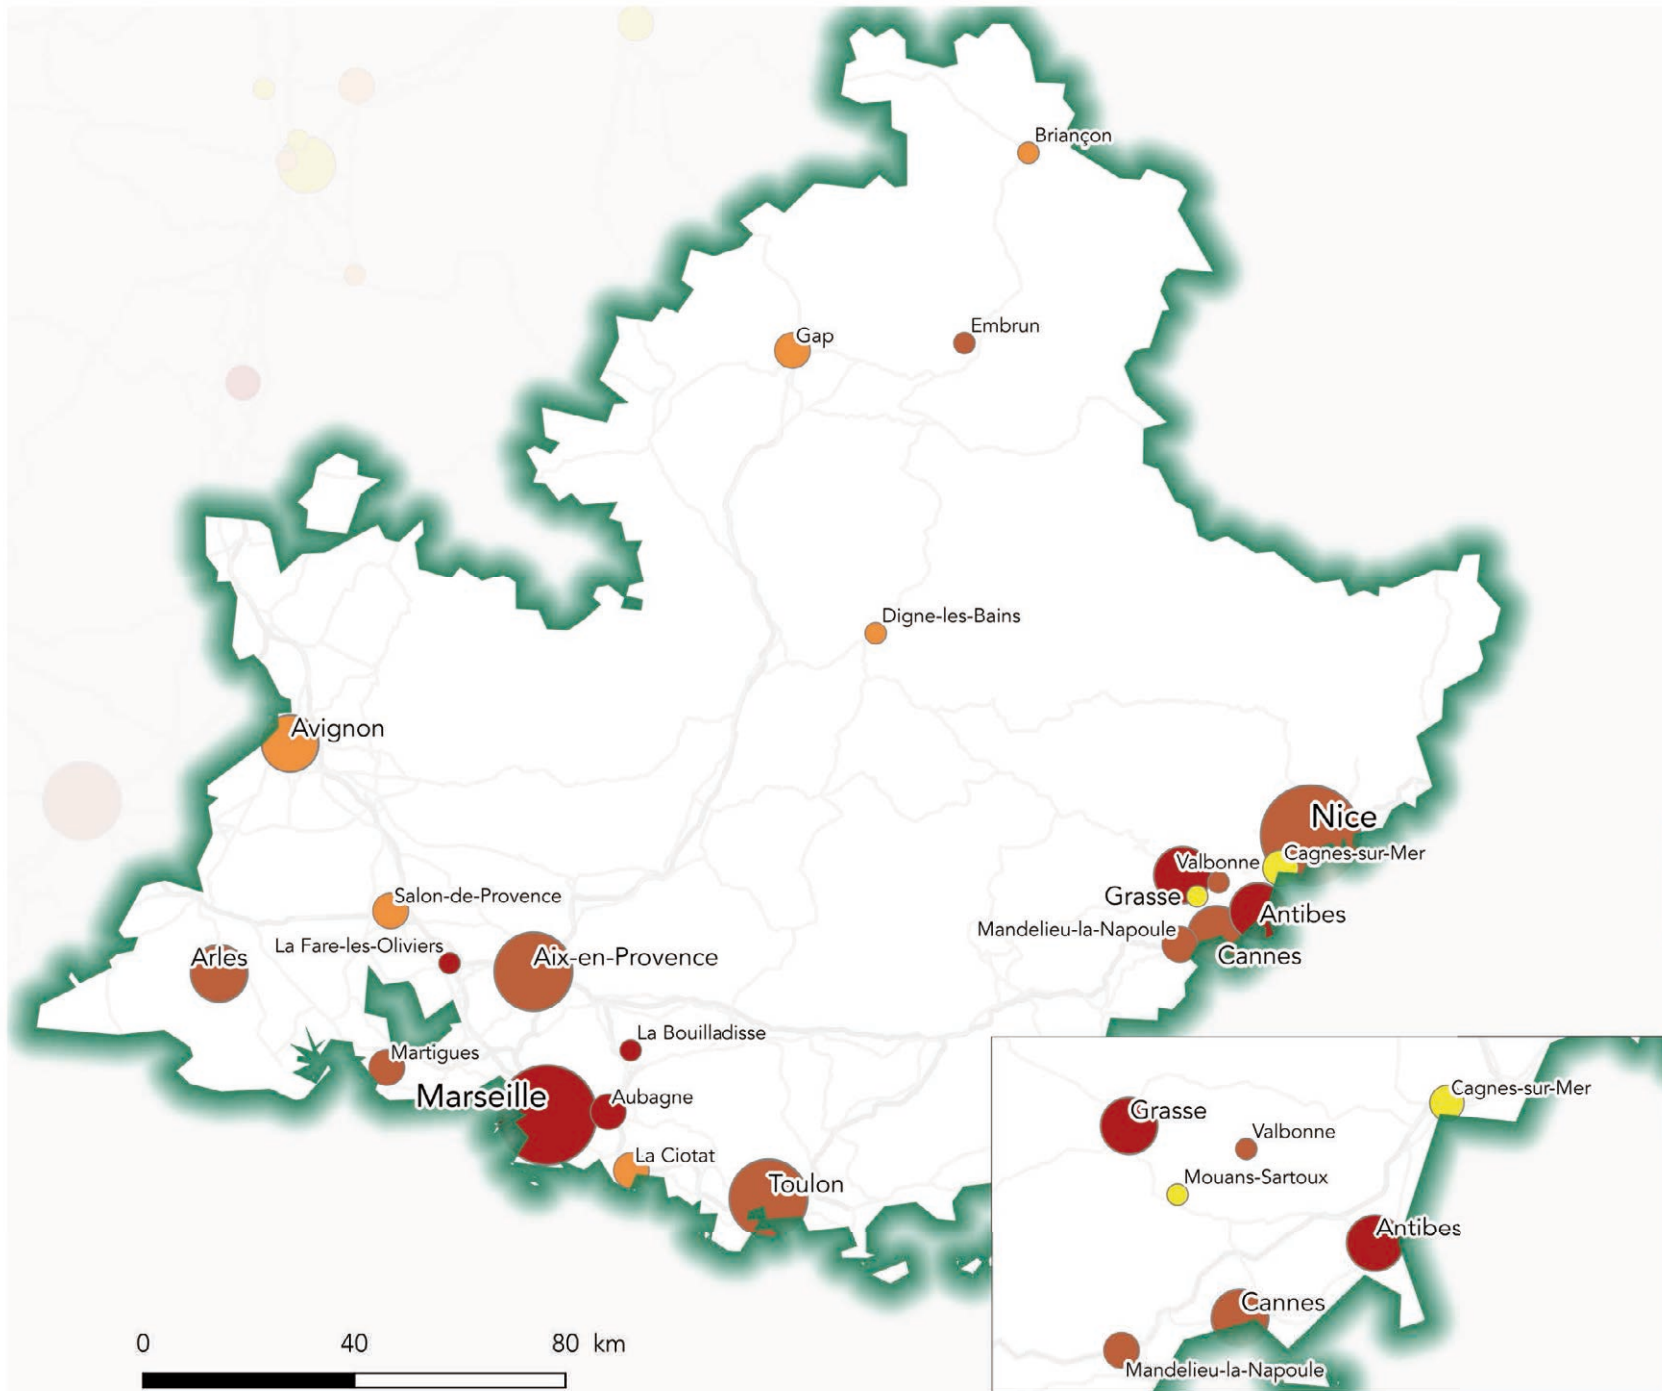 Briançon
Embrun
Gap
Digne-les-Bains
Avignon
Nice
Cagnes-sur-Mer
Valbonne
Grasse
Antibes
Mandelieu-la-Napoule
Cannes
Salon-de-Provence
La Fare-les-Oliviers
Arles
Aix-en-Provence
La Bouilladisse
Martigues
Marseille
Aubagne
La Ciotat
Toulon
Cagnes-sur-Mer
Grasse
Valbonne
Mouans-Sartoux
Antibes
Cannes
Mandelieu-la-Napoule
0 40 80 km